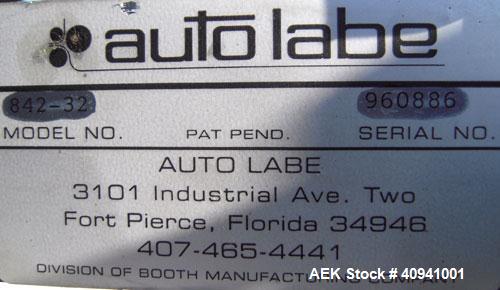 auto labe
842-32 960886
MODEL NO. PAT PEND. SERIAL NO.
AUTO LABE
3101 Industrial Ave. Two
Fort Pierce, Florida 34946
407-465-4441
DIVISION OF BOOTH MANUFACTURING COMPANY
AEK Stock # 40941001